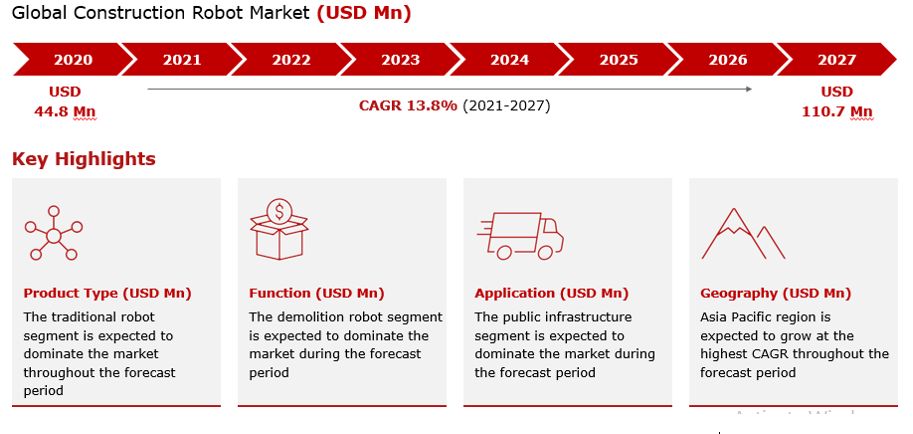 Global Construction Robot Market (USD Mn)
2020 2021 2022 2023 2024 2025 2026 2027
USD
44.8 Mn
CAGR 13.8% (2021-2027)
USD
110.7 Mn
Key Highlights
Product Type (USD Mn)
The traditional robot
segment is expected to
dominate the market
throughout the forecast
period
Function (USD Mn)
The demolition robot segment
is expected to dominate the
market during the forecast
period
Application (USD Mn)
The public infrastructure
segment is expected to
dominate the market during
the forecast period
Geography (USD Mn)
Asia Pacific region is
expected to grow at the
highest CAGR throughout the
forecast period